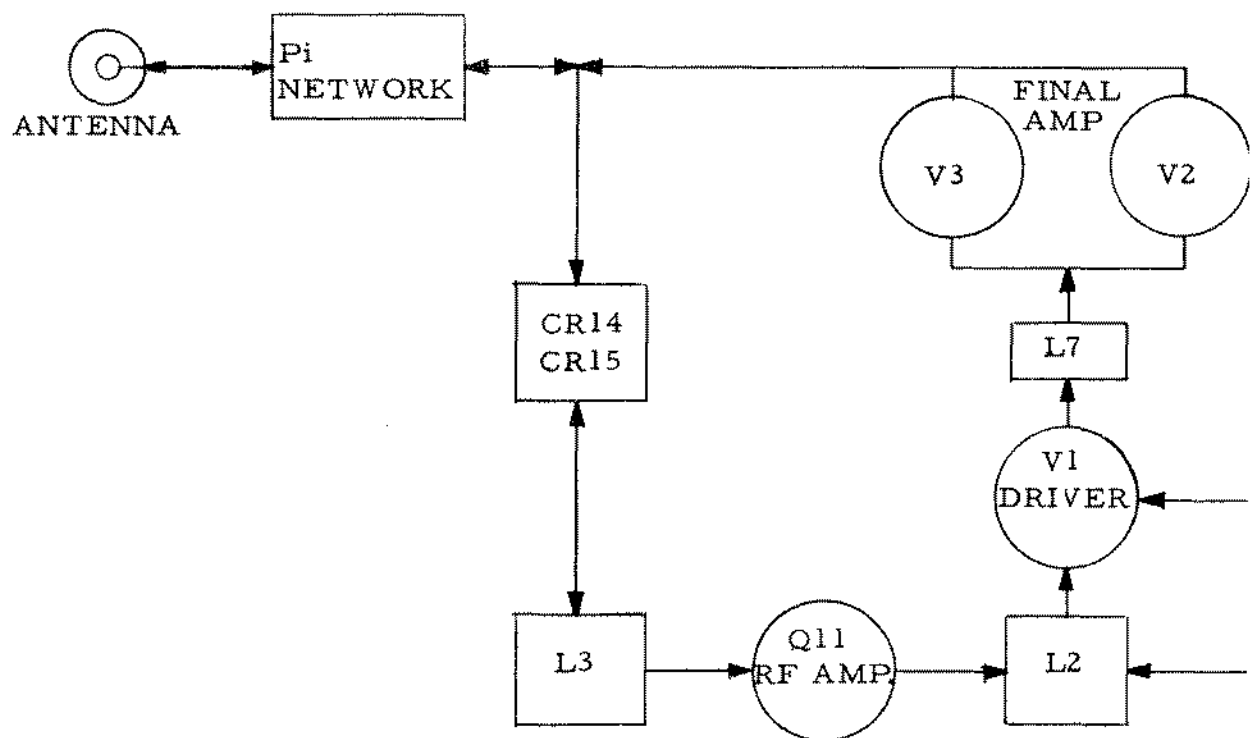 Pi
NETWORK
ANTENNA
FINAL
AMP
V3
V2
CR14
CR15
L7
V1
DRIVER
L3
Q11
RF AMP.
L2